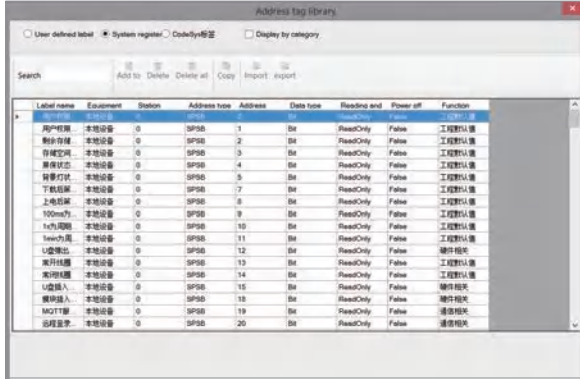 Address tag library
User defined label System register CodeSys标签 Display by category
Search Add to Delete Delete all Copy Import export
Label name Equipment Station Address type Address Data type Reading and Power off Function
用户权限... 本地设备 0 SPSB 0 Bit ReadOnly False 工程默认值
用户权限... 本地设备 0 SPSB 1 Bit ReadOnly False 工程默认值
剩余存储... 本地设备 0 SPSB 2 Bit ReadOnly False 工程默认值
存储空间... 本地设备 0 SPSB 3 Bit ReadOnly False 工程默认值
屏保状态... 本地设备 0 SPSB 4 Bit ReadOnly False 工程默认值
背景灯状... 本地设备 0 SPSB 5 Bit ReadOnly False 工程默认值
下载后屏... 本地设备 0 SPSB 7 Bit ReadOnly False 工程默认值
上电后屏... 本地设备 0 SPSB 8 Bit ReadOnly False 工程默认值
100ms为... 本地设备 0 SPSB 9 Bit ReadOnly False 工程默认值
1s为周期... 本地设备 0 SPSB 10 Bit ReadOnly False 工程默认值
1min为周... 本地设备 0 SPSB 11 Bit ReadOnly False 工程默认值
U盘弹出... 本地设备 0 SPSB 12 Bit ReadOnly False 硬件相关
常开线圈 本地设备 0 SPSB 13 Bit ReadOnly False 工程默认值
常闭线圈 本地设备 0 SPSB 14 Bit ReadOnly False 工程默认值
U盘插入... 本地设备 0 SPSB 15 Bit ReadOnly False 硬件相关
模块插入... 本地设备 0 SPSB 18 Bit ReadOnly False 硬件相关
MQTT服... 本地设备 0 SPSB 19 Bit ReadOnly False 通信相关
远程登录... 本地设备 0 SPSB 20 Bit ReadOnly False 通信相关